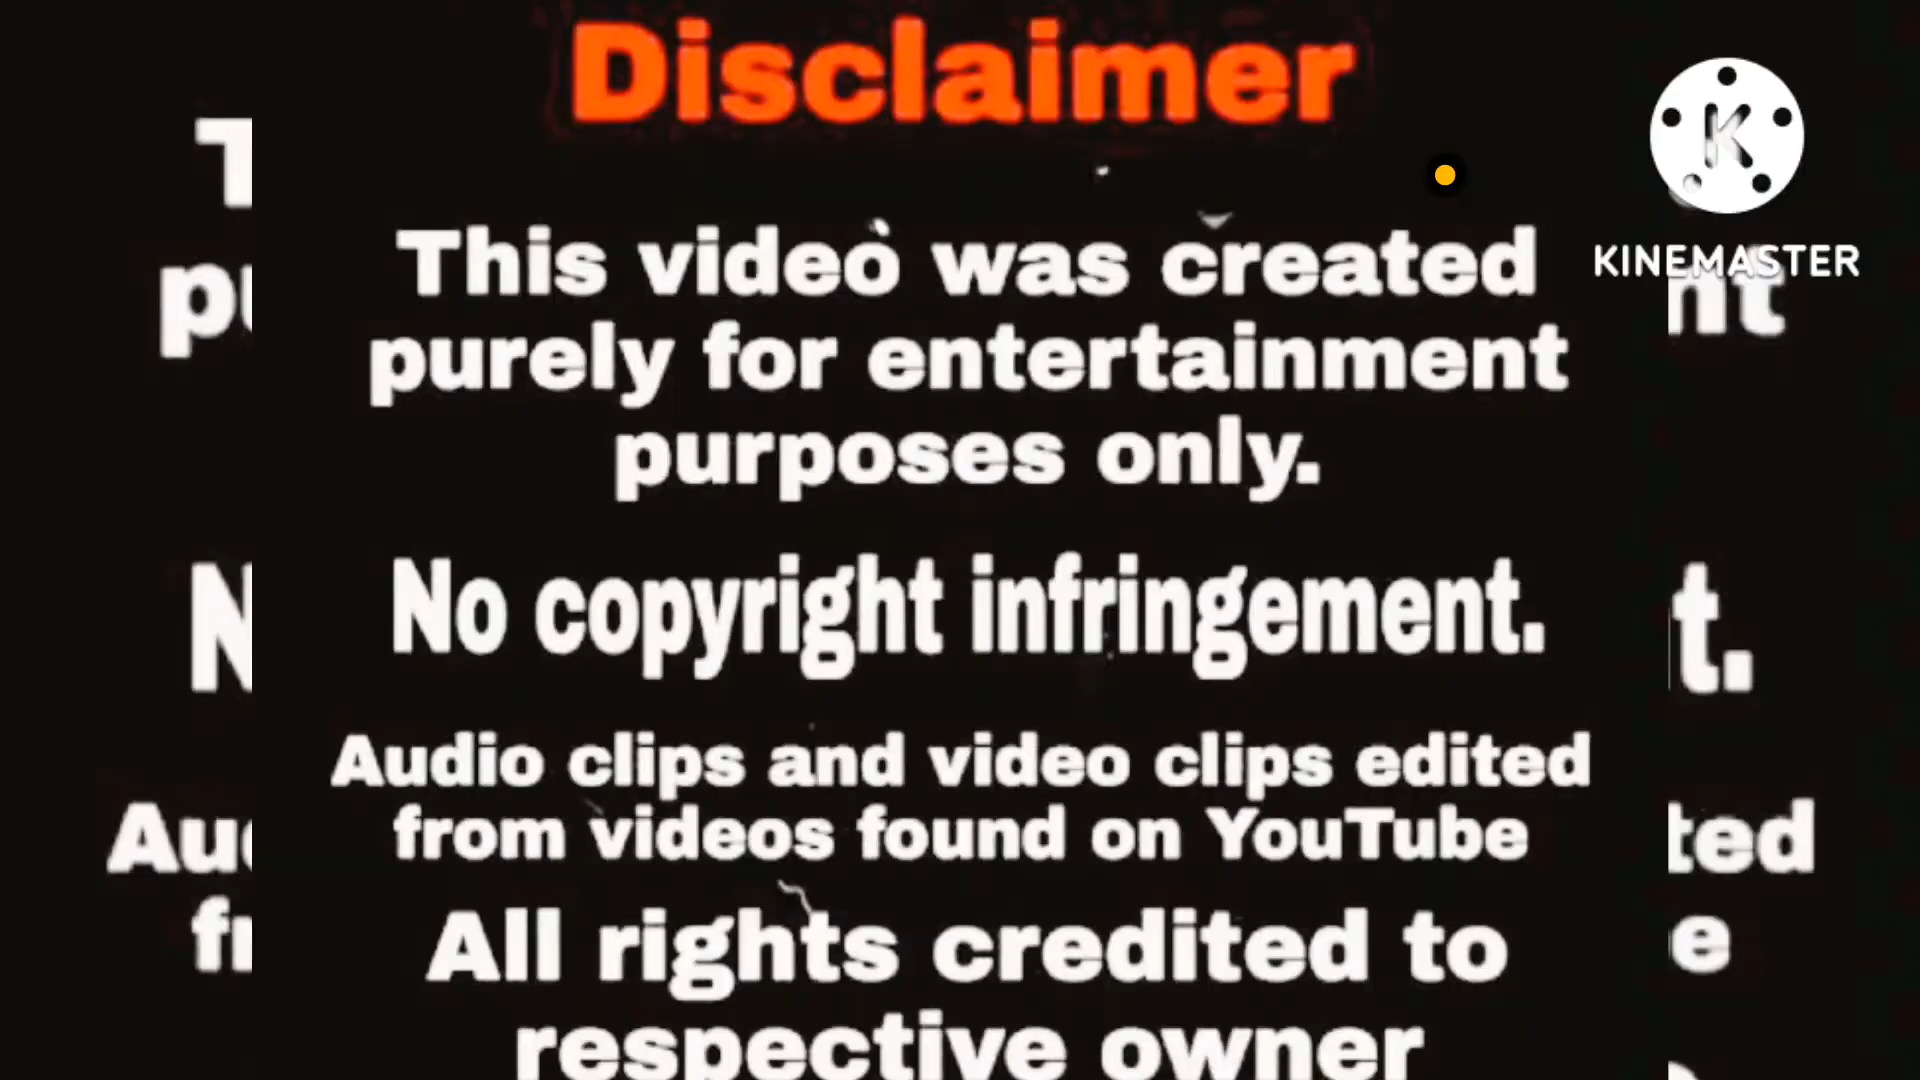 Disclaimer
This video was created
purely for entertainment
purposes only.
No copyright infringement.
Audio clips and video clips edited
from videos found on YouTube
All rights credited to
respective owner
K
KINEMASTER